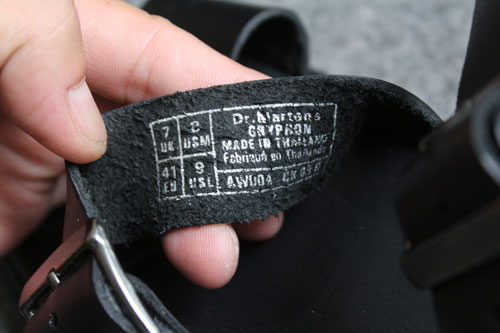 7 UK
8 USM
41 EU
9 USL
Dr. Martens
GRYPHON
MADE IN THAILAND
Fabriqué en Thaïlande
AW004